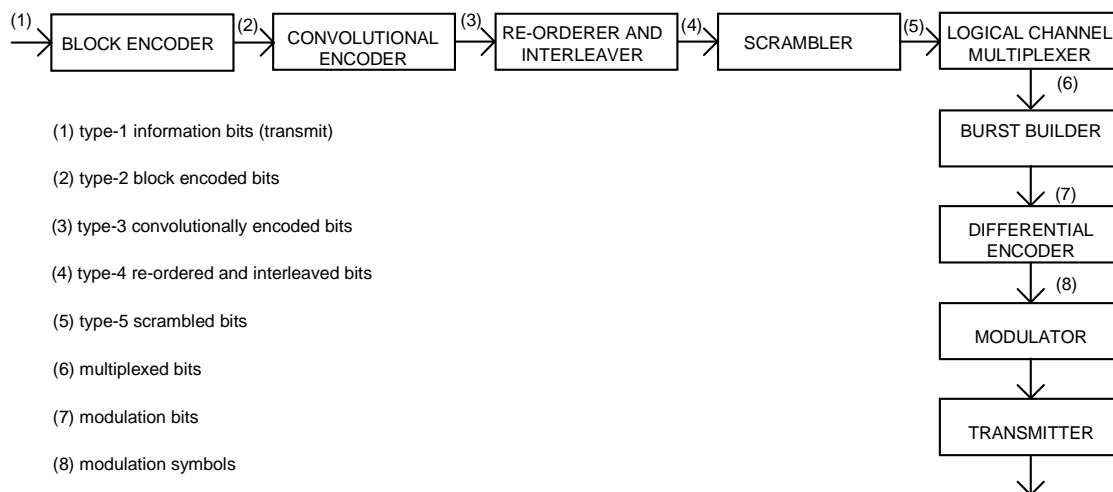 (1)
BLOCK ENCODER
(2)
CONVOLUTIONAL
ENCODER
(3)
RE-ORDERER AND
INTERLEAVER
(4)
SCRAMBLER
(5)
LOGICAL CHANNEL
MULTIPLEXER
(6)
BURST BUILDER
(7)
DIFFERENTIAL
ENCODER
(8)
MODULATOR
TRANSMITTER
(1) type-1 information bits (transmit)
(2) type-2 block encoded bits
(3) type-3 convolutionally encoded bits
(4) type-4 re-ordered and interleaved bits
(5) type-5 scrambled bits
(6) multiplexed bits
(7) modulation bits
(8) modulation symbols